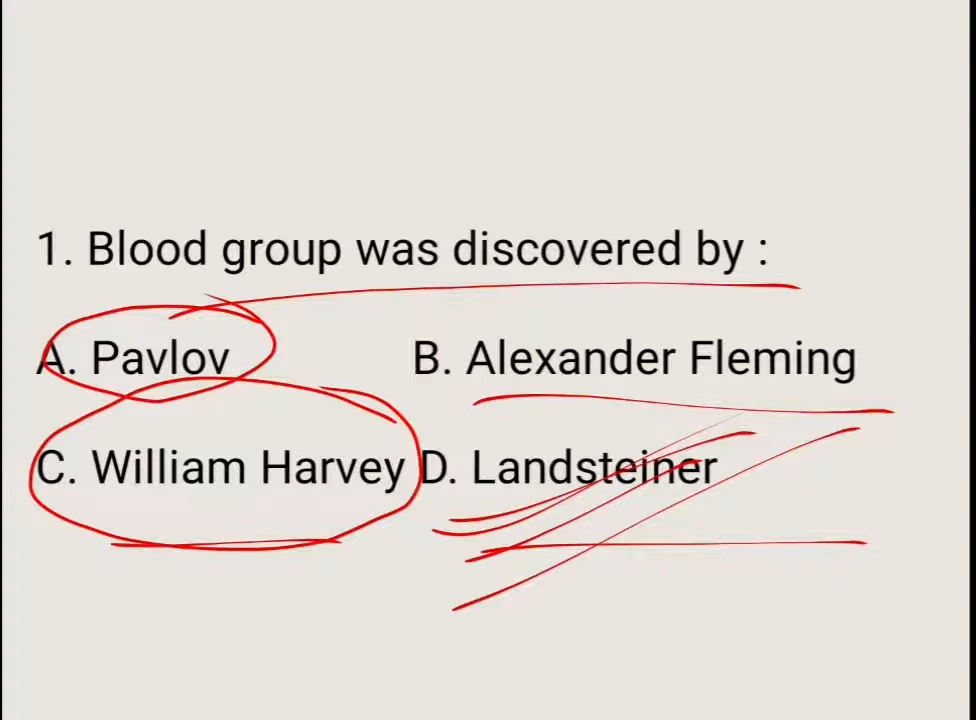 1. Blood group was discovered by :
A. Pavlov B. Alexander Fleming
C. William Harvey D. Landsteiner